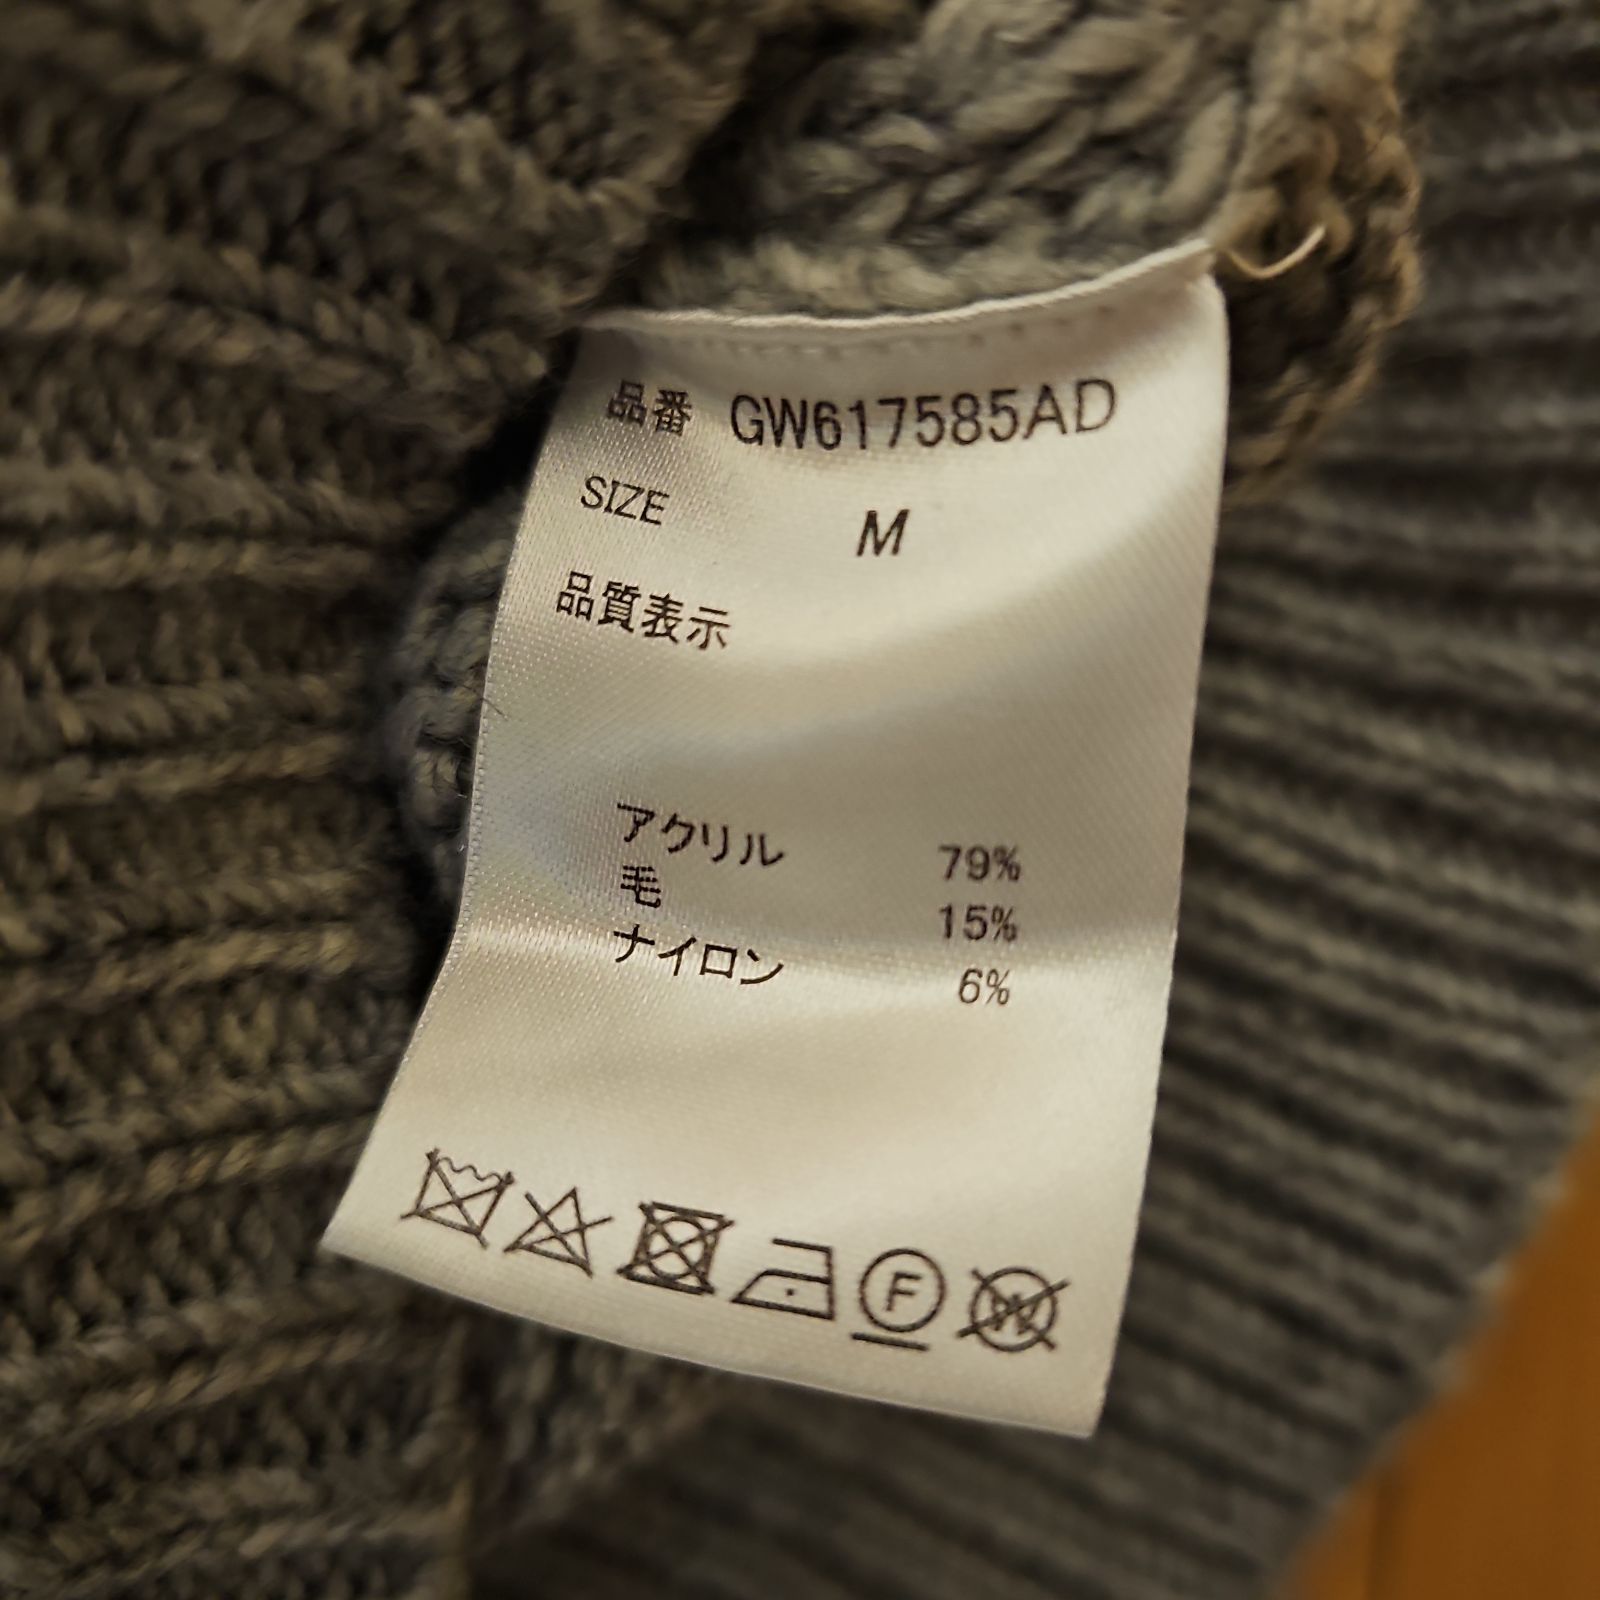 品番 GW617585AD
SIZE M
品質表示
アクリル 79%
毛 15%
ナイロン 6%
F W